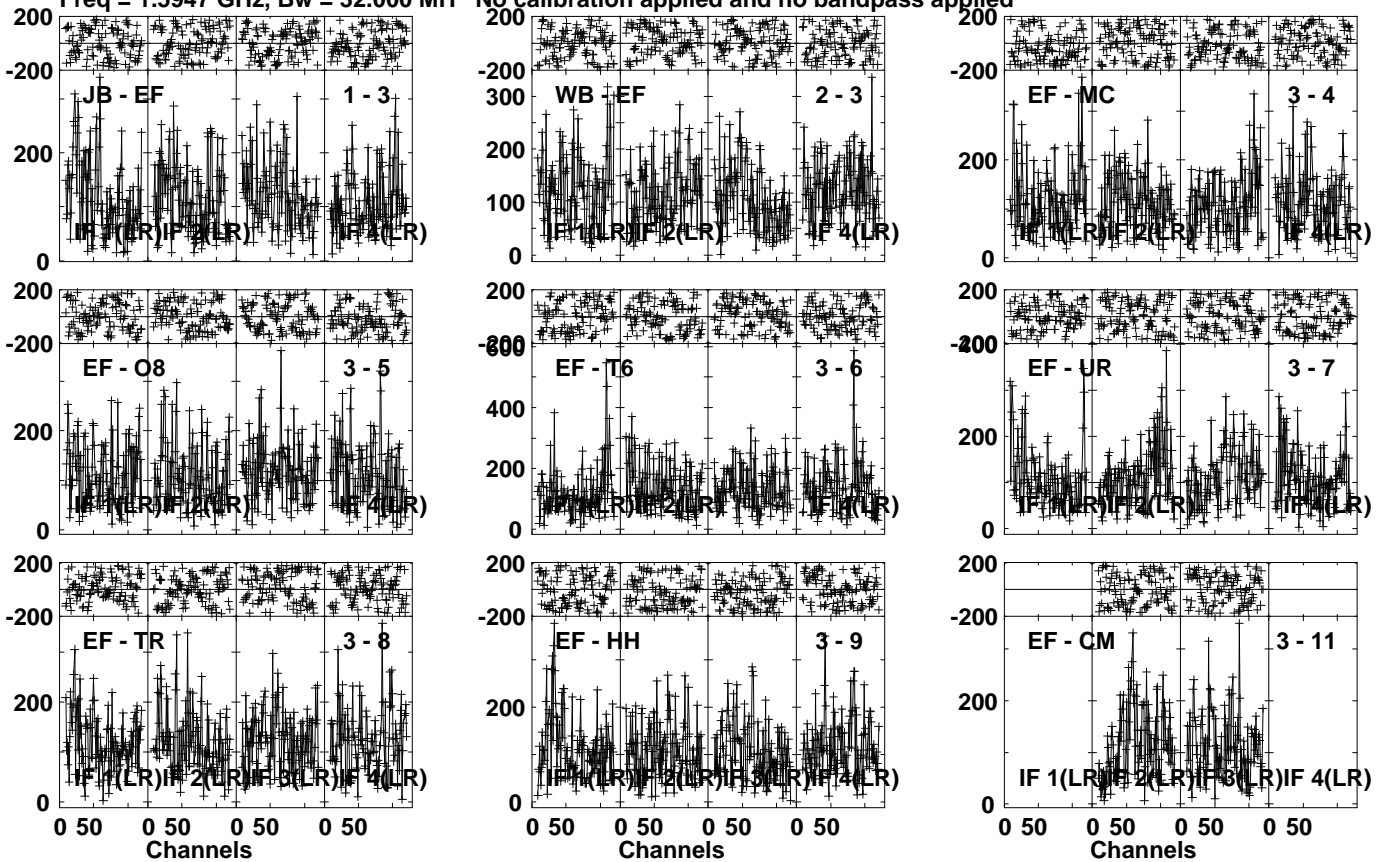 Freq = 1.5947 GHz, Bw = 32.000 MH No calibration applied and no bandpass applied
200
-200
JB - EF 1 - 3
200
0
IF 1(LR) IF 2(LR) IF 4(LR)
200
-200
WB - EF 2 - 3
300
200
100
0
IF 1(LR) IF 2(LR) IF 4(LR)
200
-200
EF - MC 3 - 4
200
0
IF 1(LR) IF 2(LR) IF 4(LR)
200
-200
EF - O8 3 - 5
200
0
IF 1(LR) IF 2(LR) IF 4(LR)
200
-200
600
EF - T6 3 - 6
400
200
0
IF 1(LR) IF 2(LR) IF 4(LR)
200
-200
400
EF - UR 3 - 7
200
0
IF 1(LR) IF 2(LR) IF 4(LR)
200
-200
EF - TR 3 - 8
200
0
IF 1(LR) IF 2(LR) IF 3(LR) IF 4(LR)
0 50 0 50 0 50 0 50
Channels
200
-200
EF - HH 3 - 9
200
0
IF 1(LR) IF 2(LR) IF 3(LR) IF 4(LR)
0 50 0 50 0 50 0 50
Channels
200
-200
EF - CM 3 - 11
200
0
IF 1(LR) IF 2(LR) IF 3(LR) IF 4(LR)
0 50 0 50 0 50 0 50
Channels